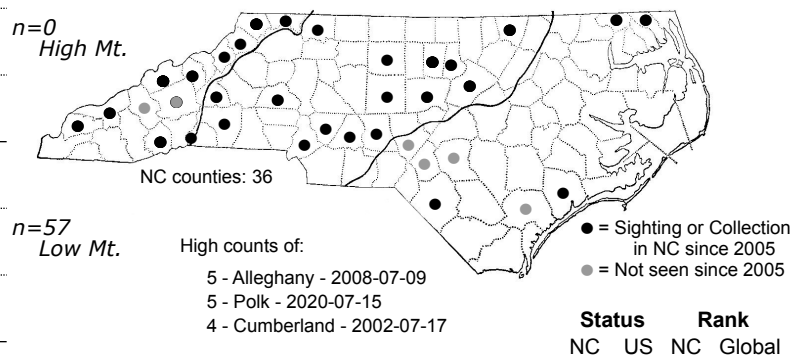 n=0
High Mt.
NC counties: 36
n=57
Low Mt.
High counts of:
5 - Alleghany - 2008-07-09
5 - Polk - 2020-07-15
4 - Cumberland - 2002-07-17
= Sighting or Collection
in NC since 2005
= Not seen since 2005
Status Rank
NC US NC Global